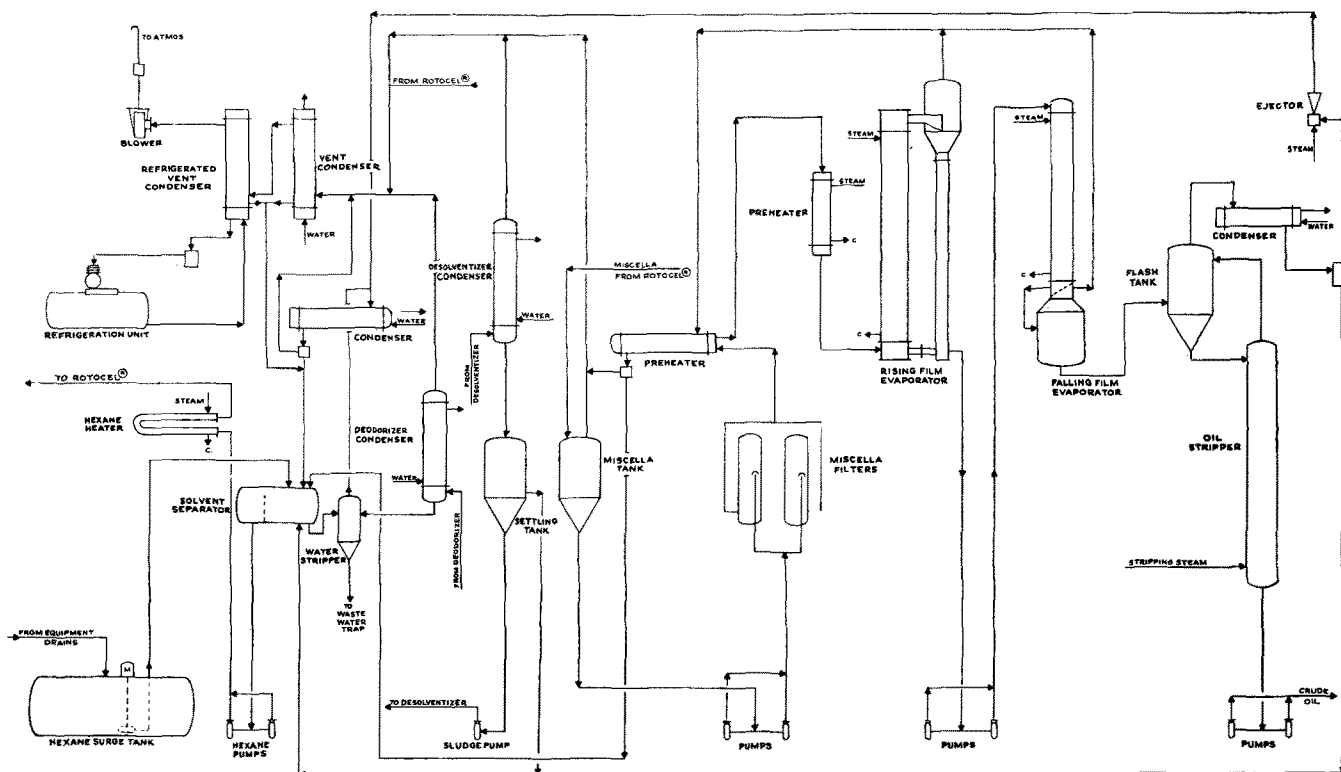 TO ATMOS
BLOWER
REFRIGERATED
VENT
CONDENSER
VENT
CONDENSER
WATER
REFRIGERATION UNIT
FROM ROTOCEL®
DESOLVENTIZER
CONDENSER
WATER
CONDENSER
WATER
FROM
DESOLVENTIZER
MISCELLA
FROM ROTOCEL®
PREHEATER
PREHEATER
STEAM
C
STEAM
C
RISING FILM
EVAPORATOR
STEAM
C
FALLING FILM
EVAPORATOR
EJECTOR
STEAM
CONDENSER
WATER
FLASH
TANK
OIL
STRIPPER
STRIPPING STEAM
CRUDE
OIL
PUMPS
TO ROTOCEL®
STEAM
HEXANE
HEATER
C.
DEODORIZER
CONDENSER
WATER
FROM DEODORIZER
SOLVENT
SEPARATOR
WATER
STRIPPER
TO
WASTE
WATER
TRAP
SETTLING
TANK
MISCELLA
TANK
MISCELLA
FILTERS
FROM EQUIPMENT
DRAINS
M
HEXANE SURGE TANK
HEXANE
PUMPS
TO DESOLVENTIZER
SLUDGE PUMP
PUMPS
PUMPS